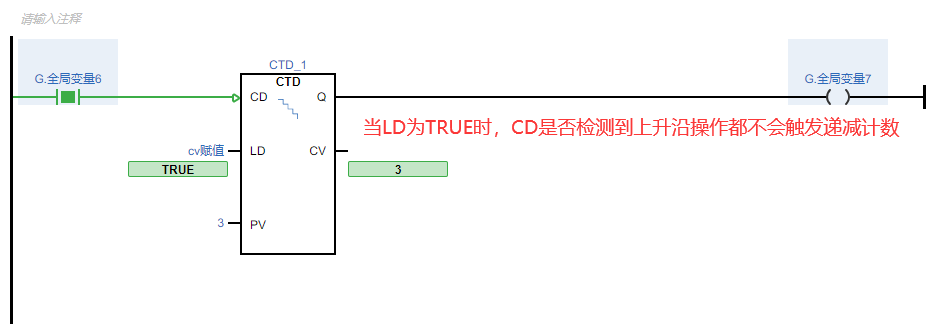 请输入注释
CTD_1
G.全局变量6
CTD
G.全局变量7
CD
Q
当LD为TRUE时，CD是否检测到上升沿操作都不会触发递减计数
cv赋值
LD
CV
TRUE
3
3
PV